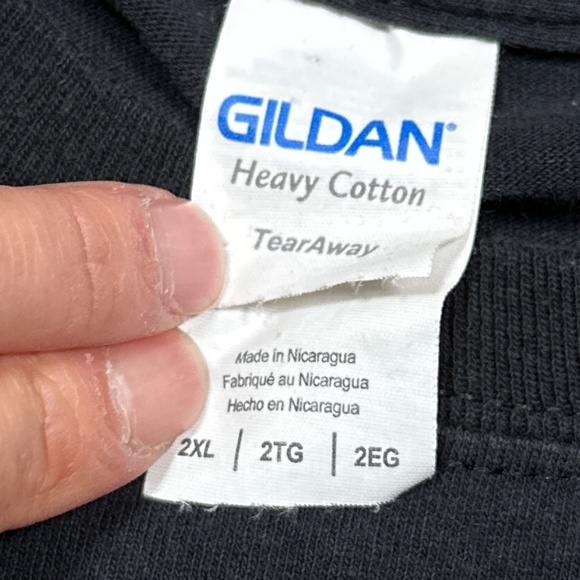 GILDAN®
Heavy Cotton
TearAway
Made in Nicaragua
Fabriqué au Nicaragua
Hecho en Nicaragua
2XL | 2TG | 2EG